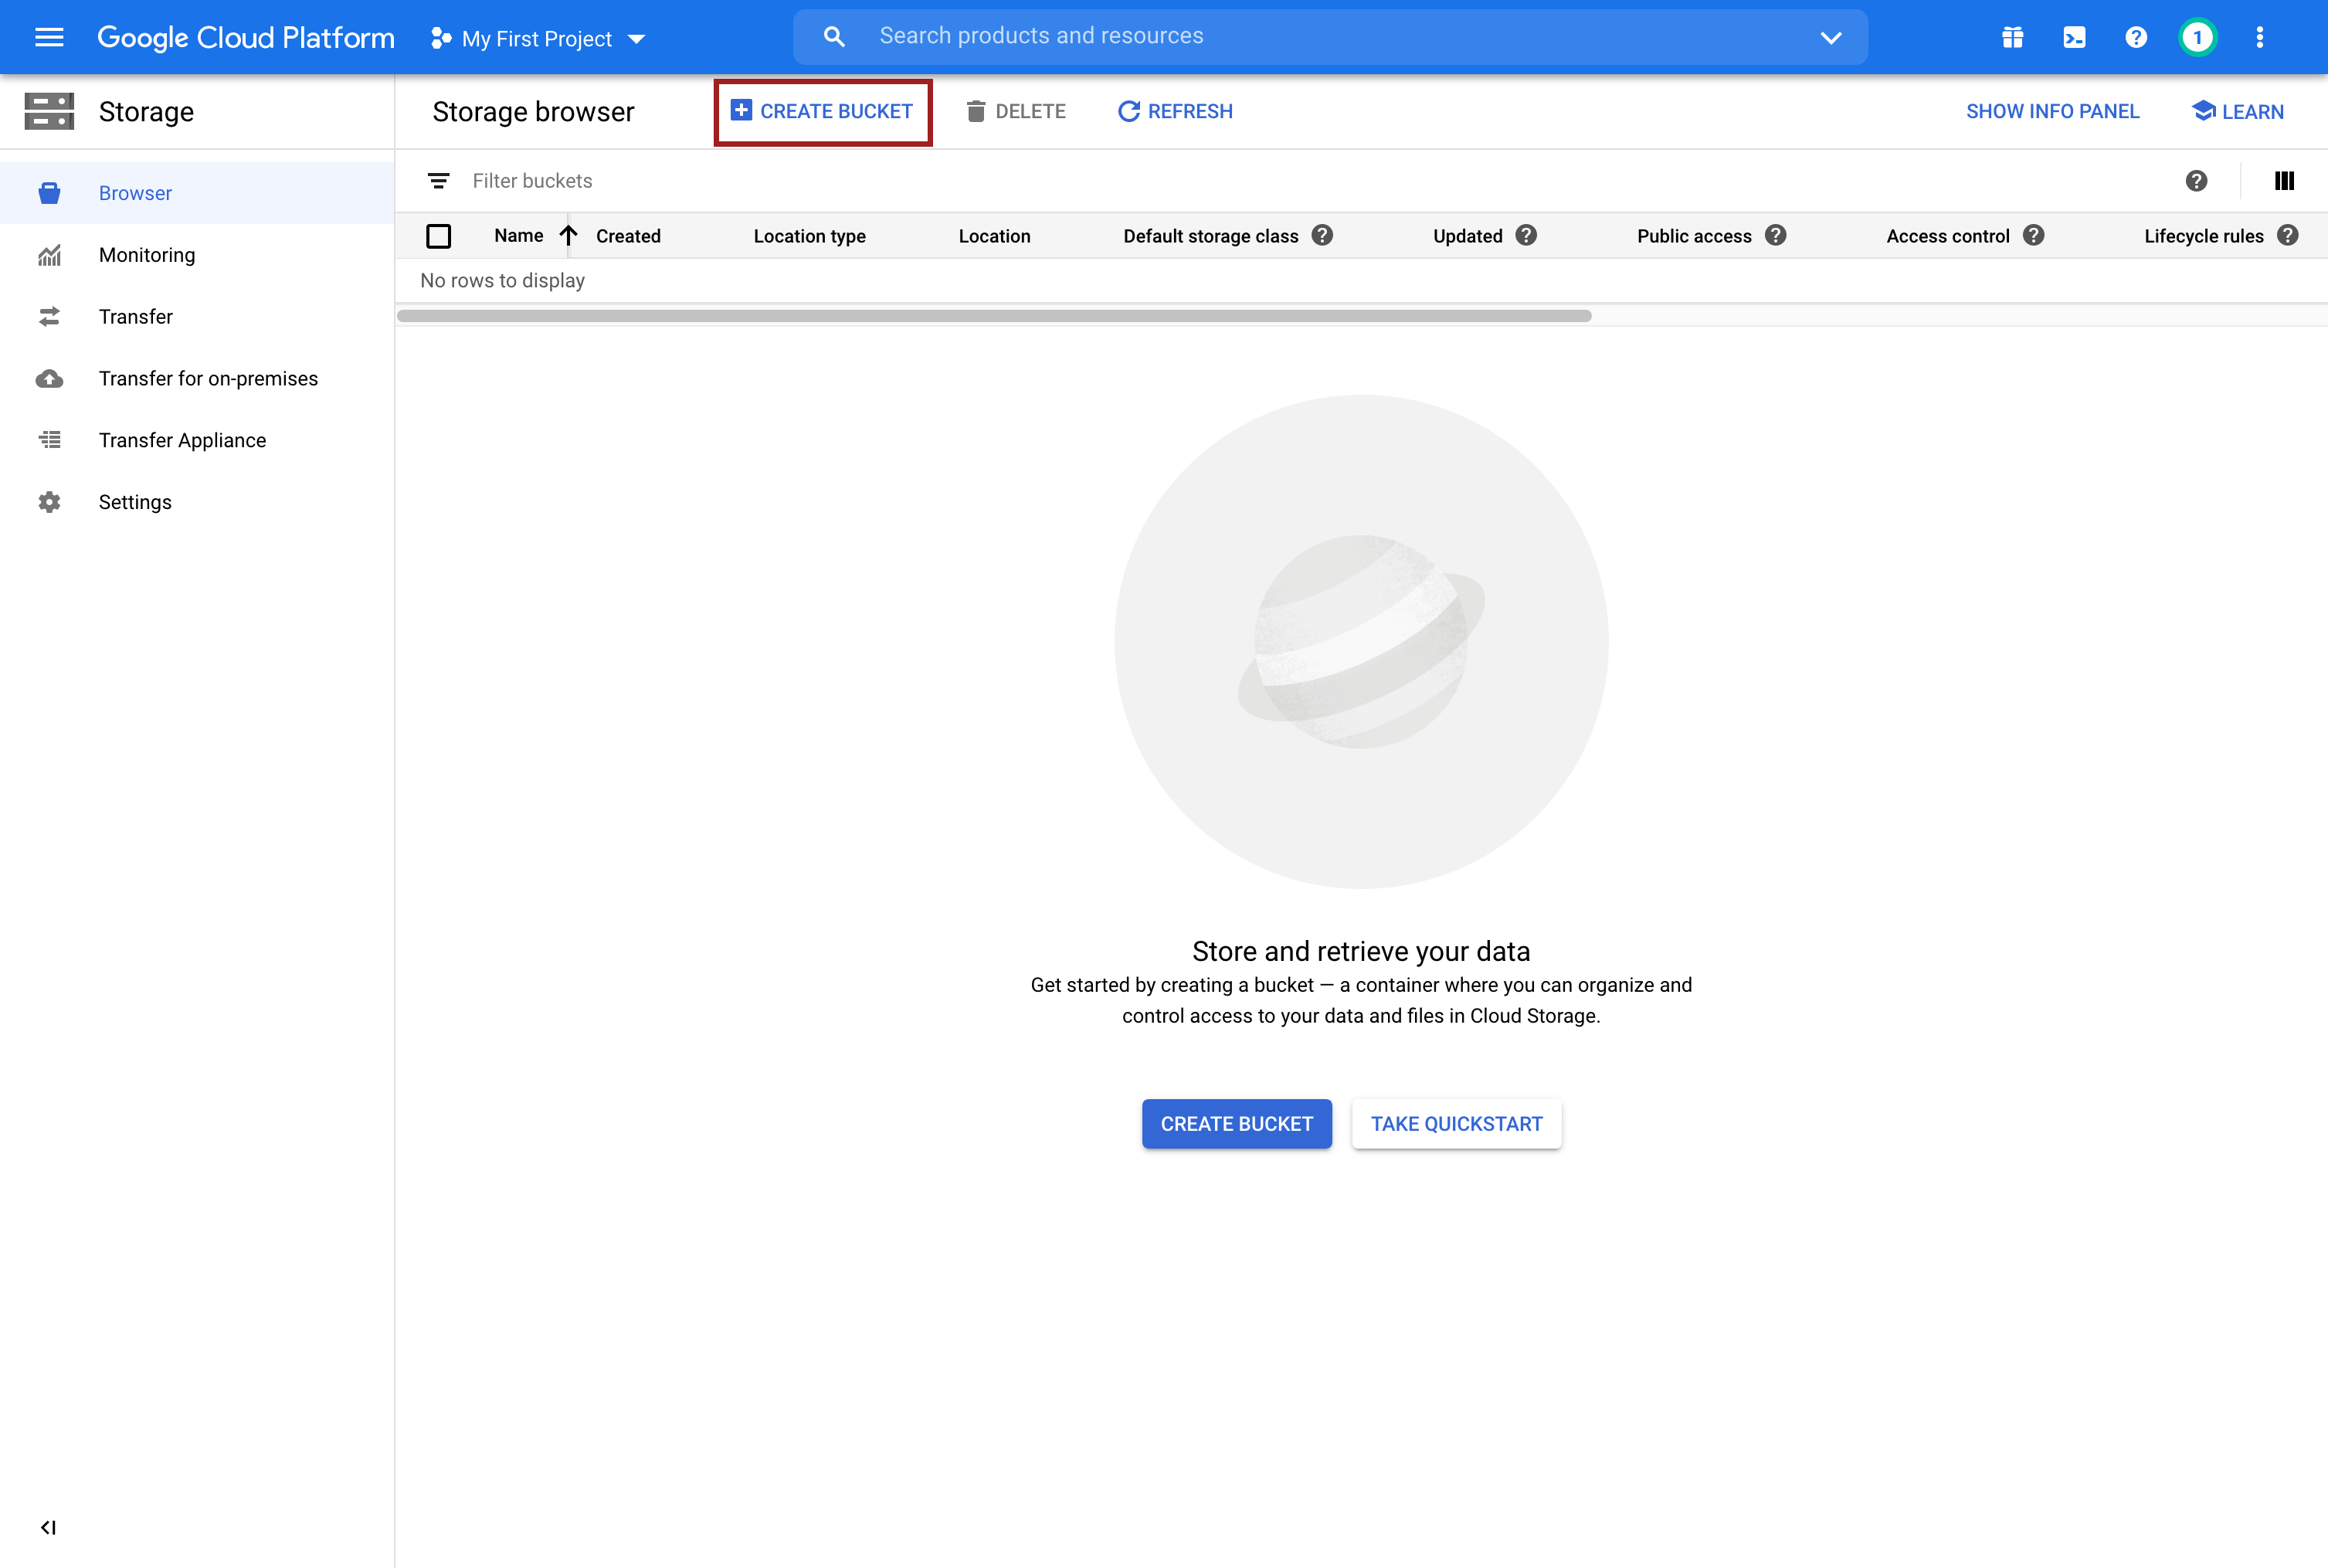 Google Cloud Platform
My First Project
Search products and resources
1
Storage
Storage browser
CREATE BUCKET
DELETE
REFRESH
SHOW INFO PANEL
LEARN
Browser
Monitoring
Transfer
Transfer for on-premises
Transfer Appliance
Settings
Filter buckets
Name Created Location type Location Default storage class Updated Public access Access control Lifecycle rules
No rows to display
Store and retrieve your data
Get started by creating a bucket — a container where you can organize and
control access to your data and files in Cloud Storage.
CREATE BUCKET
TAKE QUICKSTART